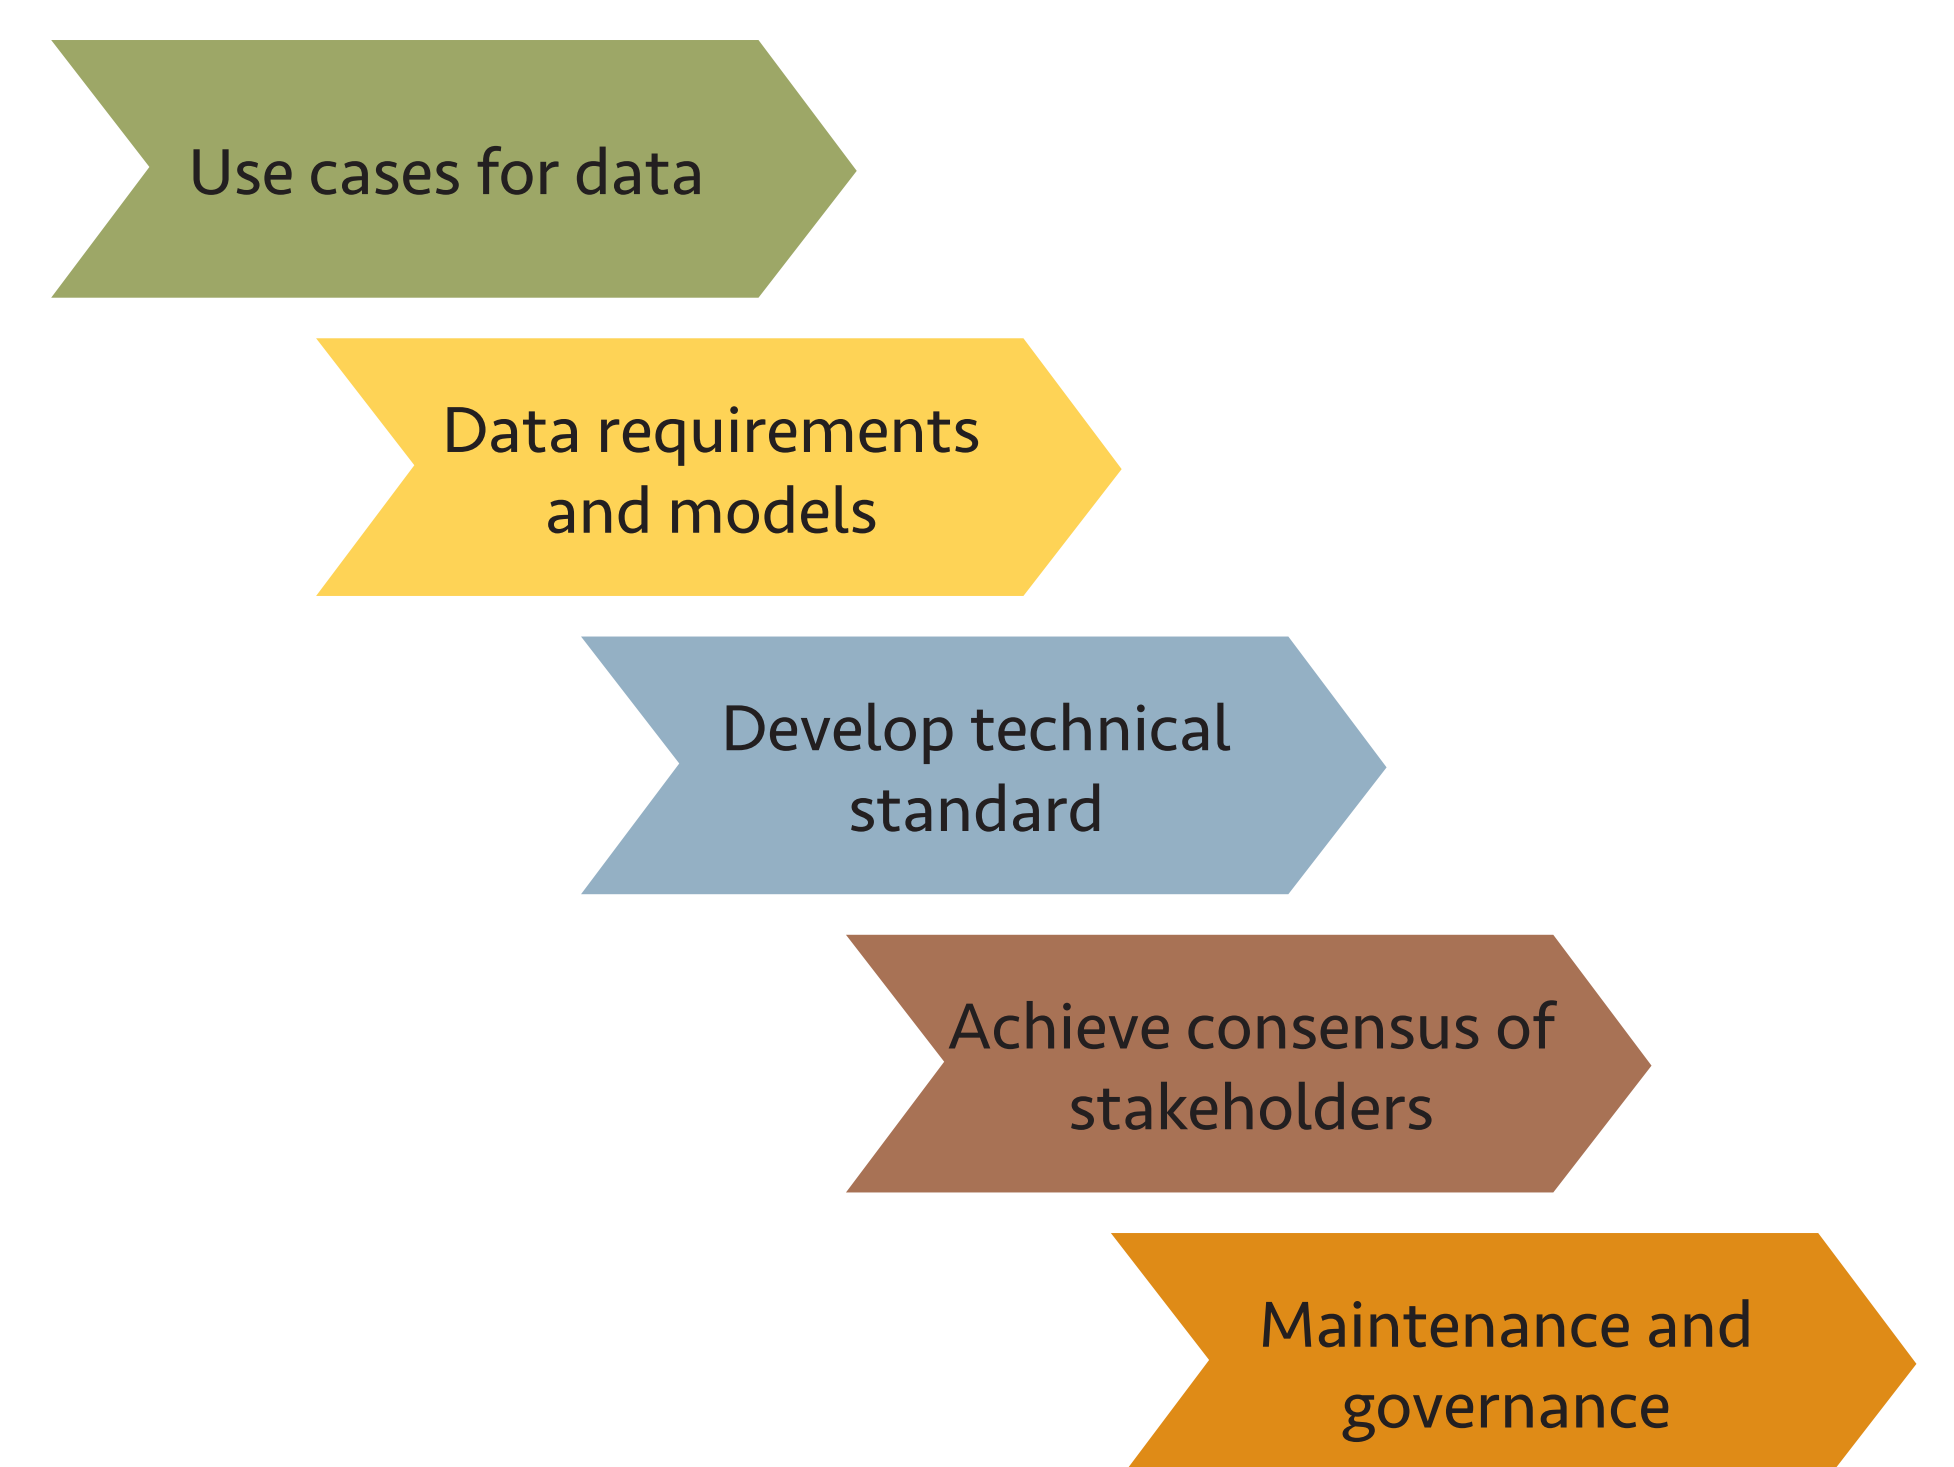 Use cases for data
Data requirements
and models
Develop technical
standard
Achieve consensus of
stakeholders
Maintenance and
governance